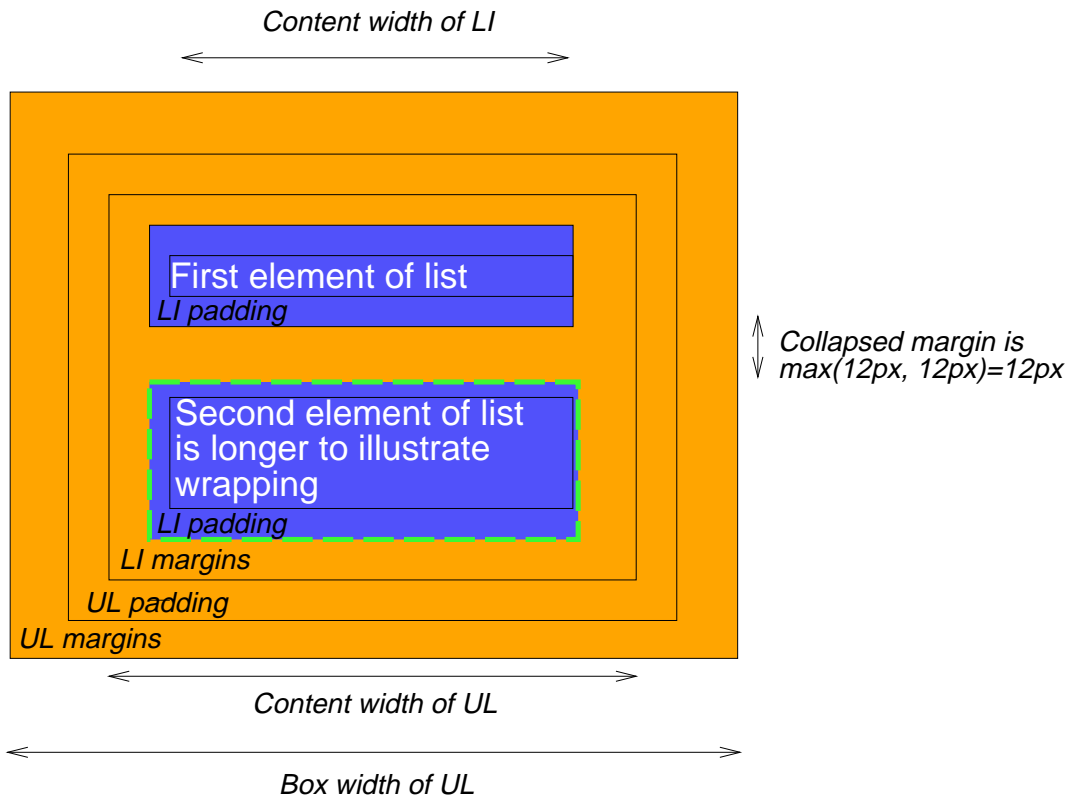 Content width of LI
First element of list
LI padding
Collapsed margin is
max(12px, 12px)=12px
Second element of list
is longer to illustrate
wrapping
LI padding
LI margins
UL padding
UL margins
Content width of UL
Box width of UL